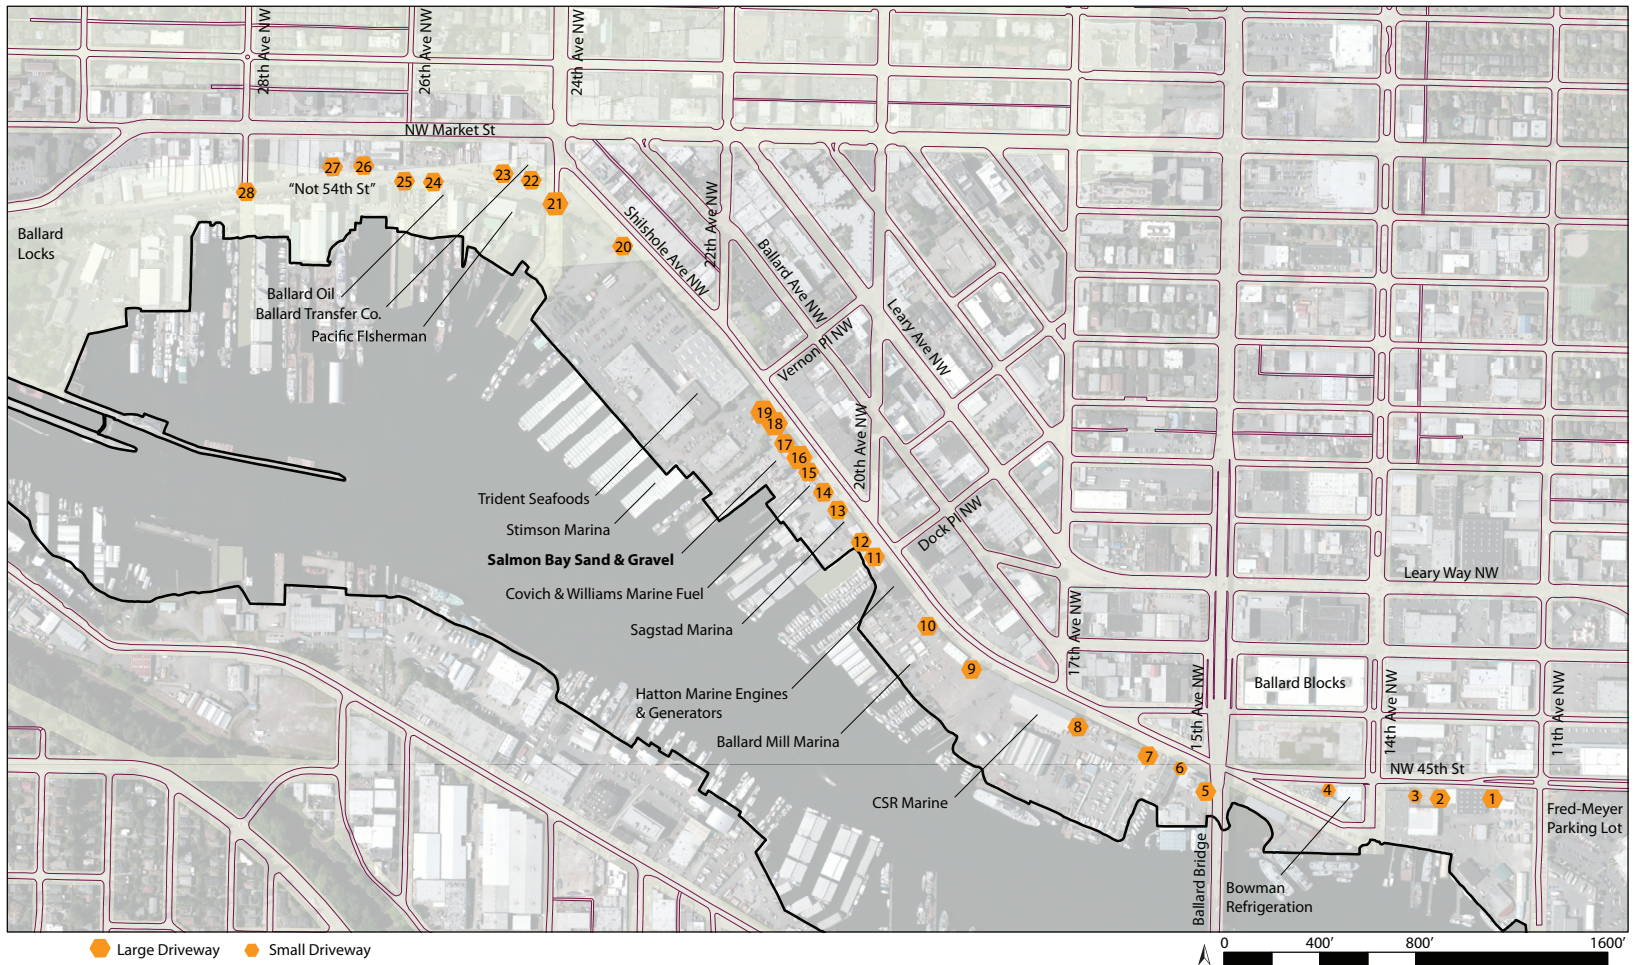 28th Ave NW
26th Ave NW
24th Ave NW
NW Market St
27
26
25
24
23
22
28
"Not 54th St"
21
20
Ballard
Locks
Shilshole Ave NW
22th Ave NW
Ballard Ave NW
Leary Ave NW
Vernon Pl NW
Ballard Oil
Ballard Transfer Co.
Pacific FIsherman
19
18
17
16
15
14
13
12
11
20th Ave NW
Dock Pl NW
Trident Seafoods
Stimson Marina
Salmon Bay Sand & Gravel
Covich & Williams Marine Fuel
Sagstad Marina
Leary Way NW
17th Ave NW
10
9
Hatton Marine Engines
& Generators
Ballard Mill Marina
CSR Marine
8
7
6
5
15th Ave NW
Ballard Blocks
14th Ave NW
11th Ave NW
NW 45th St
4
3
2
1
Fred-Meyer
Parking Lot
Ballard Bridge
Bowman
Refrigeration
Large Driveway
Small Driveway
0
400'
800'
1600'